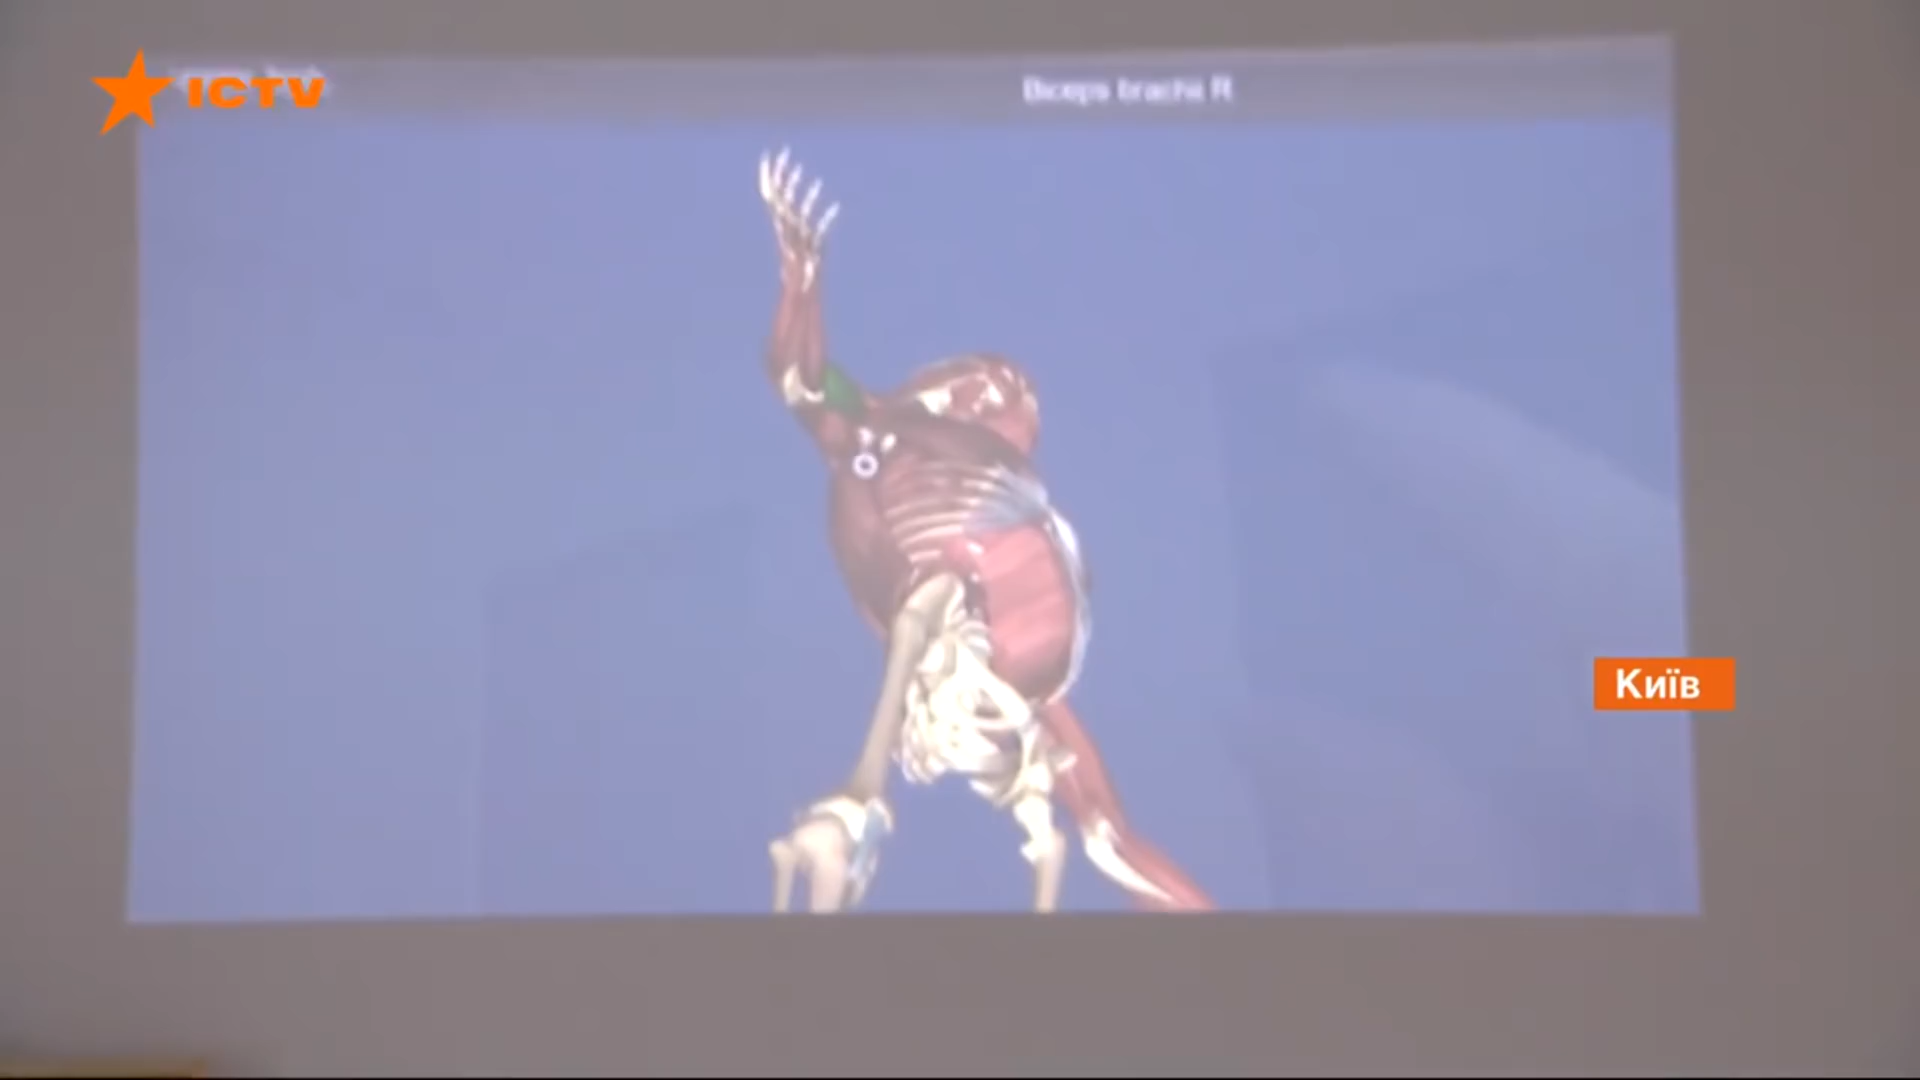 ICTV
Biceps brachii R
Київ